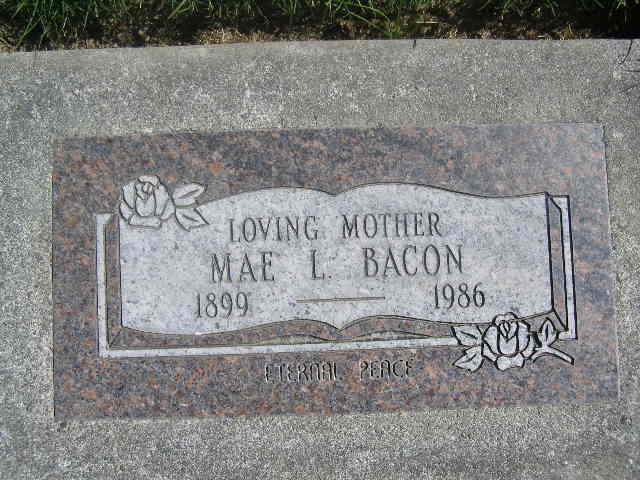 LOVING MOTHER
MAE L. BACON
1899 — 1986
ETERNAL PEACE